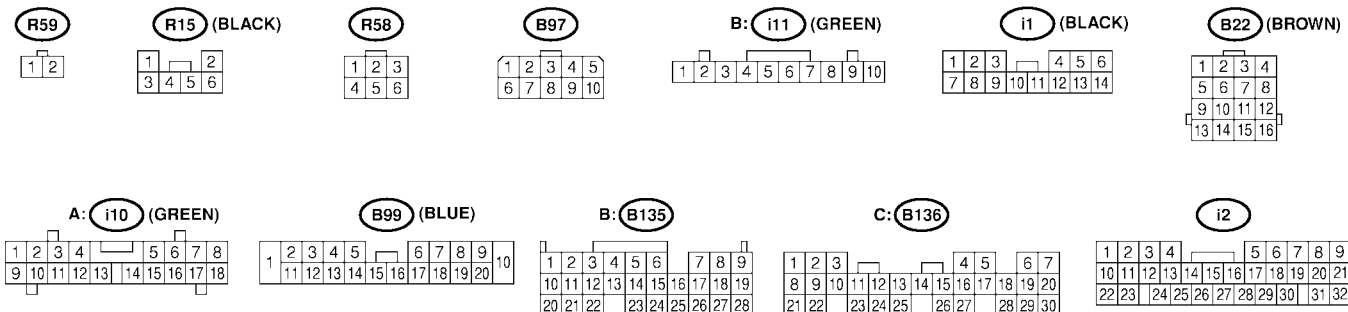 R59 R15 (BLACK) R58 B97 B: i11 (GREEN) i1 (BLACK) B22 (BROWN)
1 2
1 2
3 4 5 6
1 2 3
4 5 6
1 2 3 4 5
6 7 8 9 10
1 2 3 4 5 6 7 8 9 10
1 2 3 4 5 6
7 8 9 10 11 12 13 14
1 2 3 4
5 6 7 8
9 10 11 12
13 14 15 16
A: i10 (GREEN) B99 (BLUE) B: B135 C: B136 i2
1 2 3 4 5 6 7 8
9 10 11 12 13 14 15 16 17 18
1 2 3 4 5 6 7 8 9 10
11 12 13 14 15 16 17 18 19 20
1 2 3 4 5 6 7 8 9
10 11 12 13 14 15 16 17 18 19
20 21 22 23 24 25 26 27 28
1 2 3 4 5 6 7
8 9 10 11 12 13 14 15 16 17 18 19 20
21 22 23 24 25 26 27 28 29 30
1 2 3 4 5 6 7 8 9
10 11 12 13 14 15 16 17 18 19 20 21
22 23 24 25 26 27 28 29 30 31 32